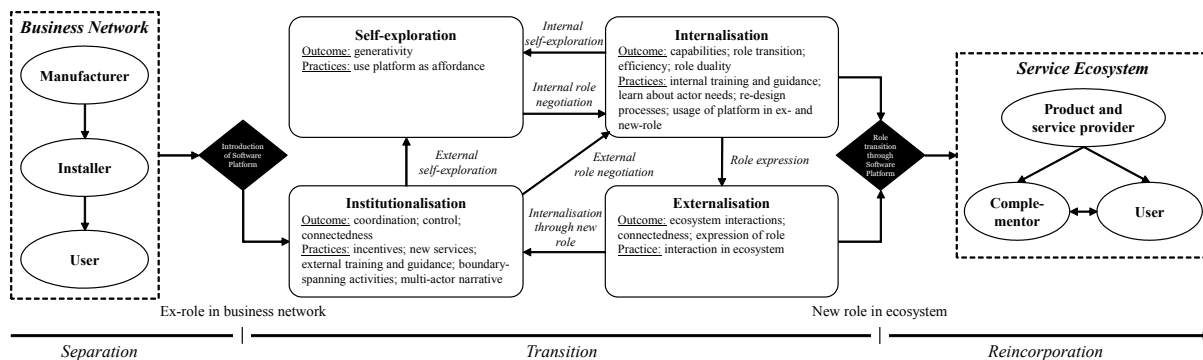 Business Network
Manufacturer
Installer
User
Introduction
of Software
Platform
Self-exploration
Outcome: generativity
Practices: use platform as affordance
Internal
self-exploration
Internal role
negotiation
Internalisation
Outcome: capabilities; role transition;
efficiency; role duality
Practices: internal training and guidance;
learn about actor needs; re-design
processes; usage of platform in ex- and
new-role
External
self-exploration
External
role negotiation
Role expression
Institutionalisation
Outcome: coordination; control;
connectedness
Practices: incentives; new services;
external training and guidance; boundary-
spanning activities; multi-actor narrative
Internalisation
through new
role
Externalisation
Outcome: ecosystem interactions;
connectedness; expression of role
Practice: interaction in ecosystem
Role
transition
through
Software
Platform
Service Ecosystem
Product and
service provider
Comple-
mentor
User
Ex-role in business network
New role in ecosystem
Separation
Transition
Reincorporation